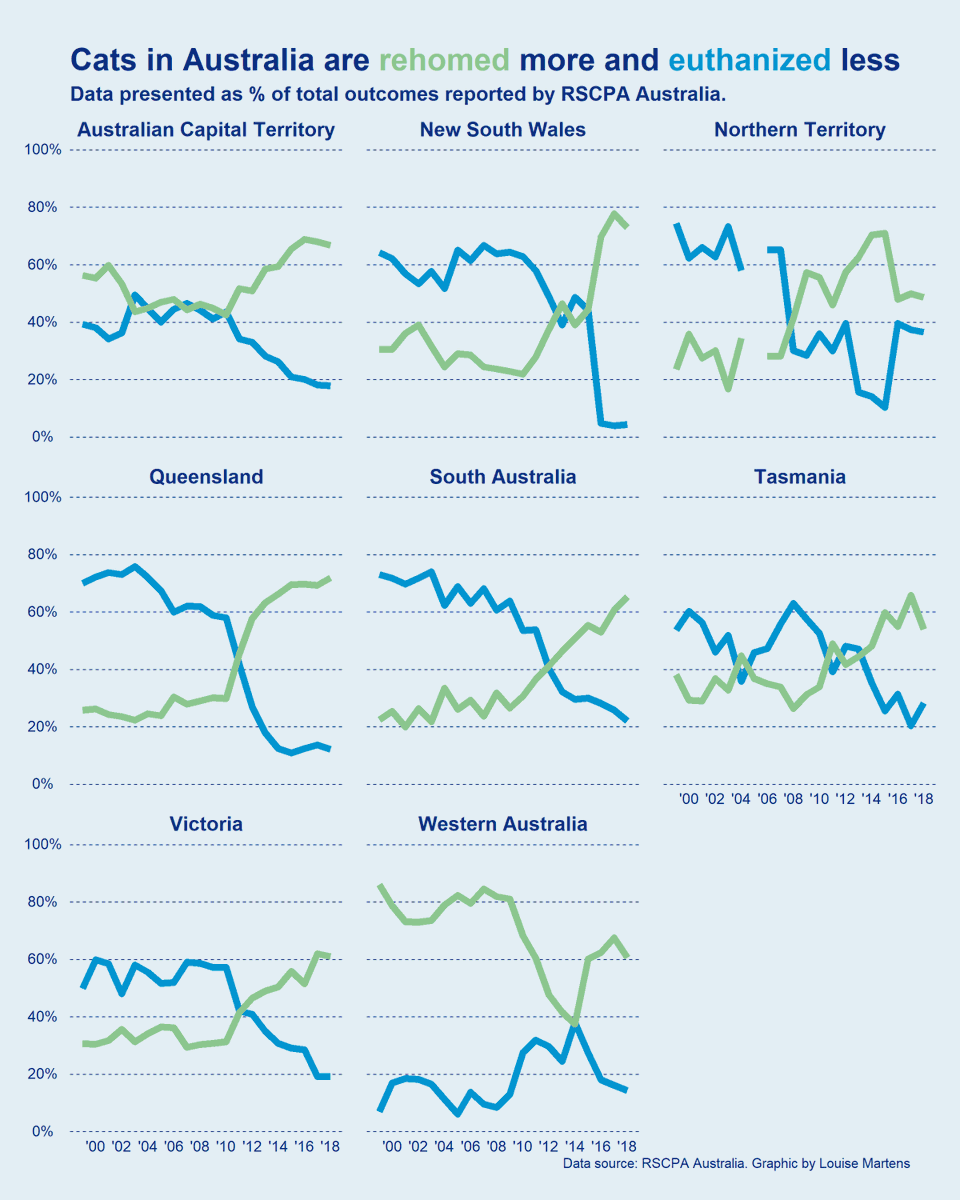 Cats in Australia are rehomed more and euthanized less
Data presented as % of total outcomes reported by RSCPA Australia.
Australian Capital Territory
New South Wales
Northern Territory
100%
80%
60%
40%
20%
0%
Queensland
South Australia
Tasmania
100%
80%
60%
40%
20%
0%
'00 '02 '04 '06 '08 '10 '12 '14 '16 '18
Victoria
Western Australia
100%
80%
60%
40%
20%
0%
'00 '02 '04 '06 '08 '10 '12 '14 '16 '18
'00 '02 '04 '06 '08 '10 '12 '14 '16 '18
Data source: RSCPA Australia. Graphic by Louise Martens